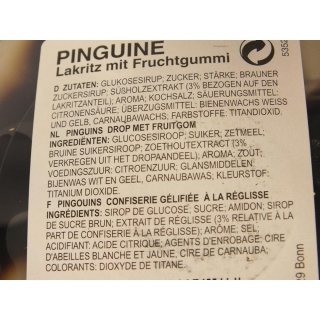 PINGUINE
Lakritz mit Fruchtgummi
D ZUTATEN: GLUKOSESIRUP; ZUCKER; STÄRKE; BRAUNER
ZUCKERSIRUP; SÜSHOLZEXTRAKT (3% BEZOGEN AUF DEN
LAKRITZANTEIL); AROMA; KOCHSALZ; SÄUERUNGSMITTEL:
CITRONENSÄURE, ÜBERZUGSMITTEL: BIENENWACHS WEISS
UND GELB, CARNAUBAWACHS; FARBSTOFFE: TITANDIOXID.
NL PINGUINS DROP MET FRUITGOM
INGREDIËNTEN: GLUCOSESIROOP; SUIKER; ZETMEEL;
BRUINE SUIKERSIROOP; ZOETHOUTEXTRACT (3%
VERKREGEN UIT HET DROPAANDEEL); AROMA; ZOUT;
VOEDINGSZUUR: CITROENZUUR; GLANSMIDDELEN:
BIJENWAS WIT EN GEEL, CARNAUBAWAS; KLEURSTOF:
TITANIUM DIOXIDE.
F PINGUINS CONFISERIE GÉLIFIÉE À LA RÉGLISSE
INGRÉDIENTS: SIROP DE GLUCOSE, SUCRE; AMIDON; SIROP
DE SUCRE BRUN; EXTRAIT DE RÉGLISSE (3% RELATIVE À LA
PART DE CONFISERIE À LA RÉGLISSE); ARÔME, SEL;
ACIDIFIANT: ACIDE CITRIQUE; AGENTS D'ENROBAGE: CIRE
D'ABEILLES BLANCHE ET JAUNE, CIRE DE CARNAUBA;
COLORANTS: DIOXYDE DE TITANE.
5353
9 Bonn